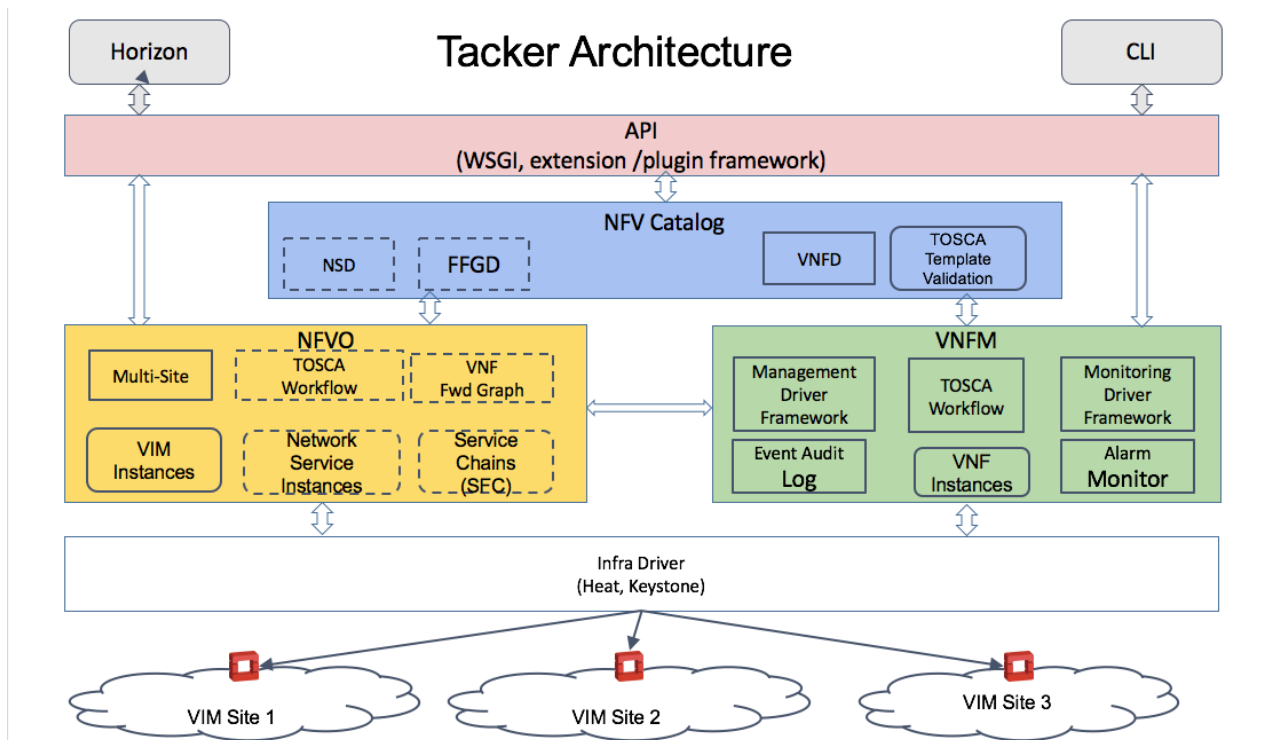 Horizon
Tacker Architecture
CLI
API
(WSGI, extension /plugin framework)
NFV Catalog
NSD
FFGD
VNFD
TOSCA
Template
Validation
NFVO
Multi-Site
TOSCA
Workflow
VNF
Fwd Graph
VIM
Instances
Network
Service
Instances
Service
Chains
(SEC)
VNFM
Management
Driver
Framework
TOSCA
Workflow
Monitoring
Driver
Framework
Event Audit
Log
VNF
Instances
Alarm
Monitor
Infra Driver
(Heat, Keystone)
VIM Site 1
VIM Site 2
VIM Site 3